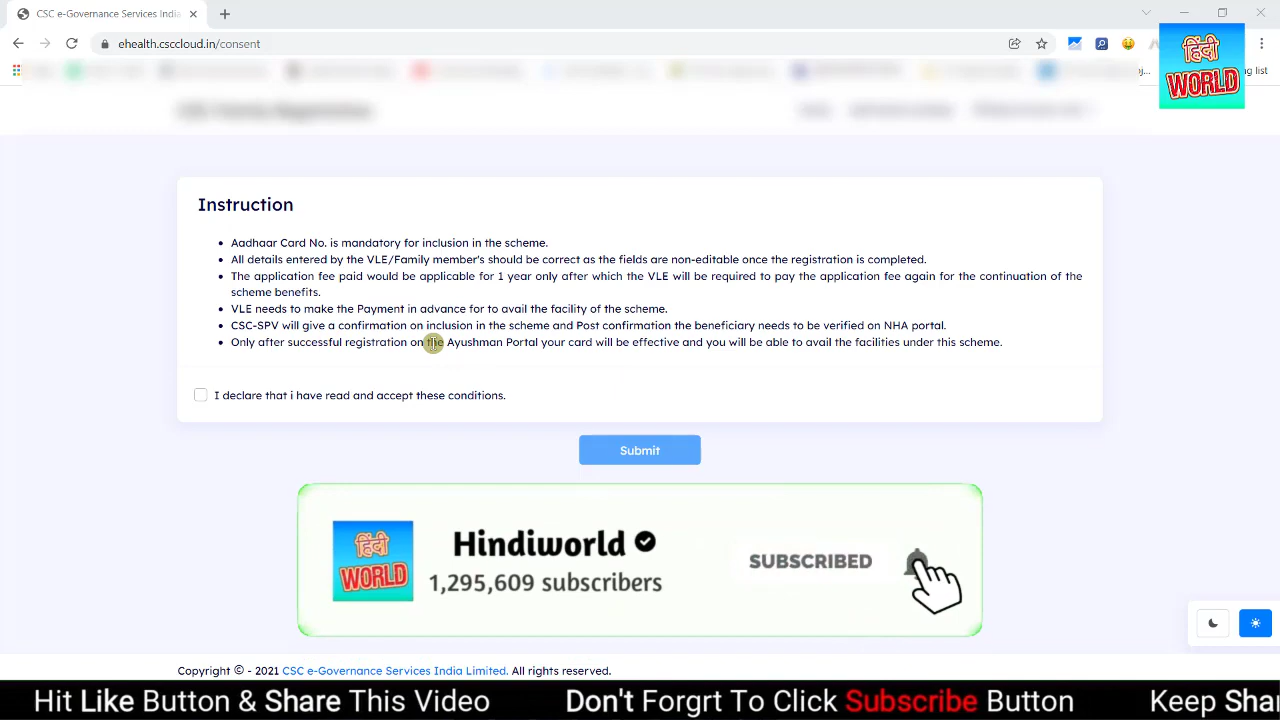 CSC e-Governance Services India
ehealth.csccloud.in/consent
हिंदी
WORLD
Instruction
Aadhaar Card No. is mandatory for inclusion in the scheme.
All details entered by the VLE/Family member's should be correct as the fields are non-editable once the registration is completed.
The application fee paid would be applicable for 1 year only after which the VLE will be required to pay the application fee again for the continuation of the
scheme benefits.
VLE needs to make the Payment in advance for to avail the facility of the scheme.
CSC-SPV will give a confirmation on inclusion in the scheme and Post confirmation the beneficiary needs to be verified on NHA portal.
Only after successful registration on the Ayushman Portal your card will be effective and you will be able to avail the facilities under this scheme.
I declare that i have read and accept these conditions.
Submit
हिंदी
WORLD
Hindiworld
1,295,609 subscribers
SUBSCRIBED
Copyright © - 2021 CSC e-Governance Services India Limited. All rights reserved.
Hit Like Button & Share This Video Don't Forgrt To Click Subscribe Button Keep Shar